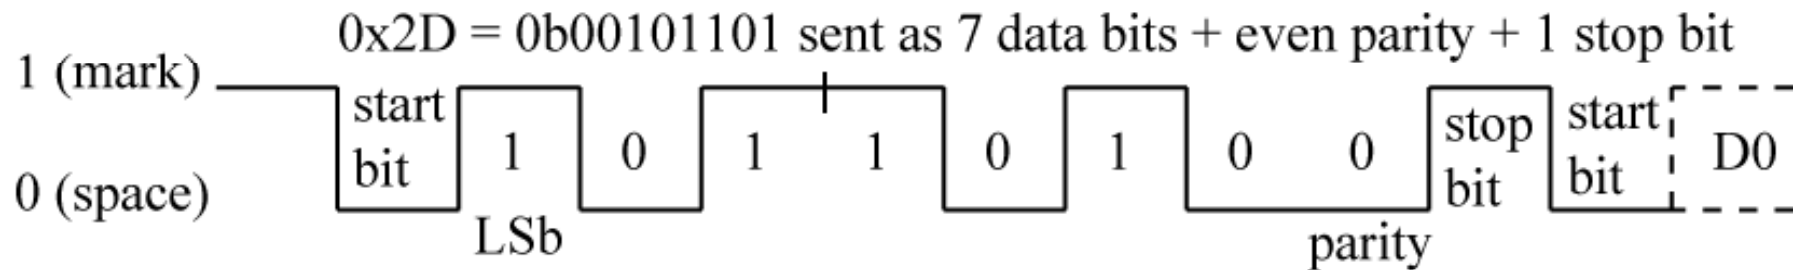 0x2D = 0b00101101 sent as 7 data bits + even parity + 1 stop bit
1 (mark)
start bit
1 0 1 1 0 1 0 0
stop bit
start bit
D0
0 (space)
LSb
parity